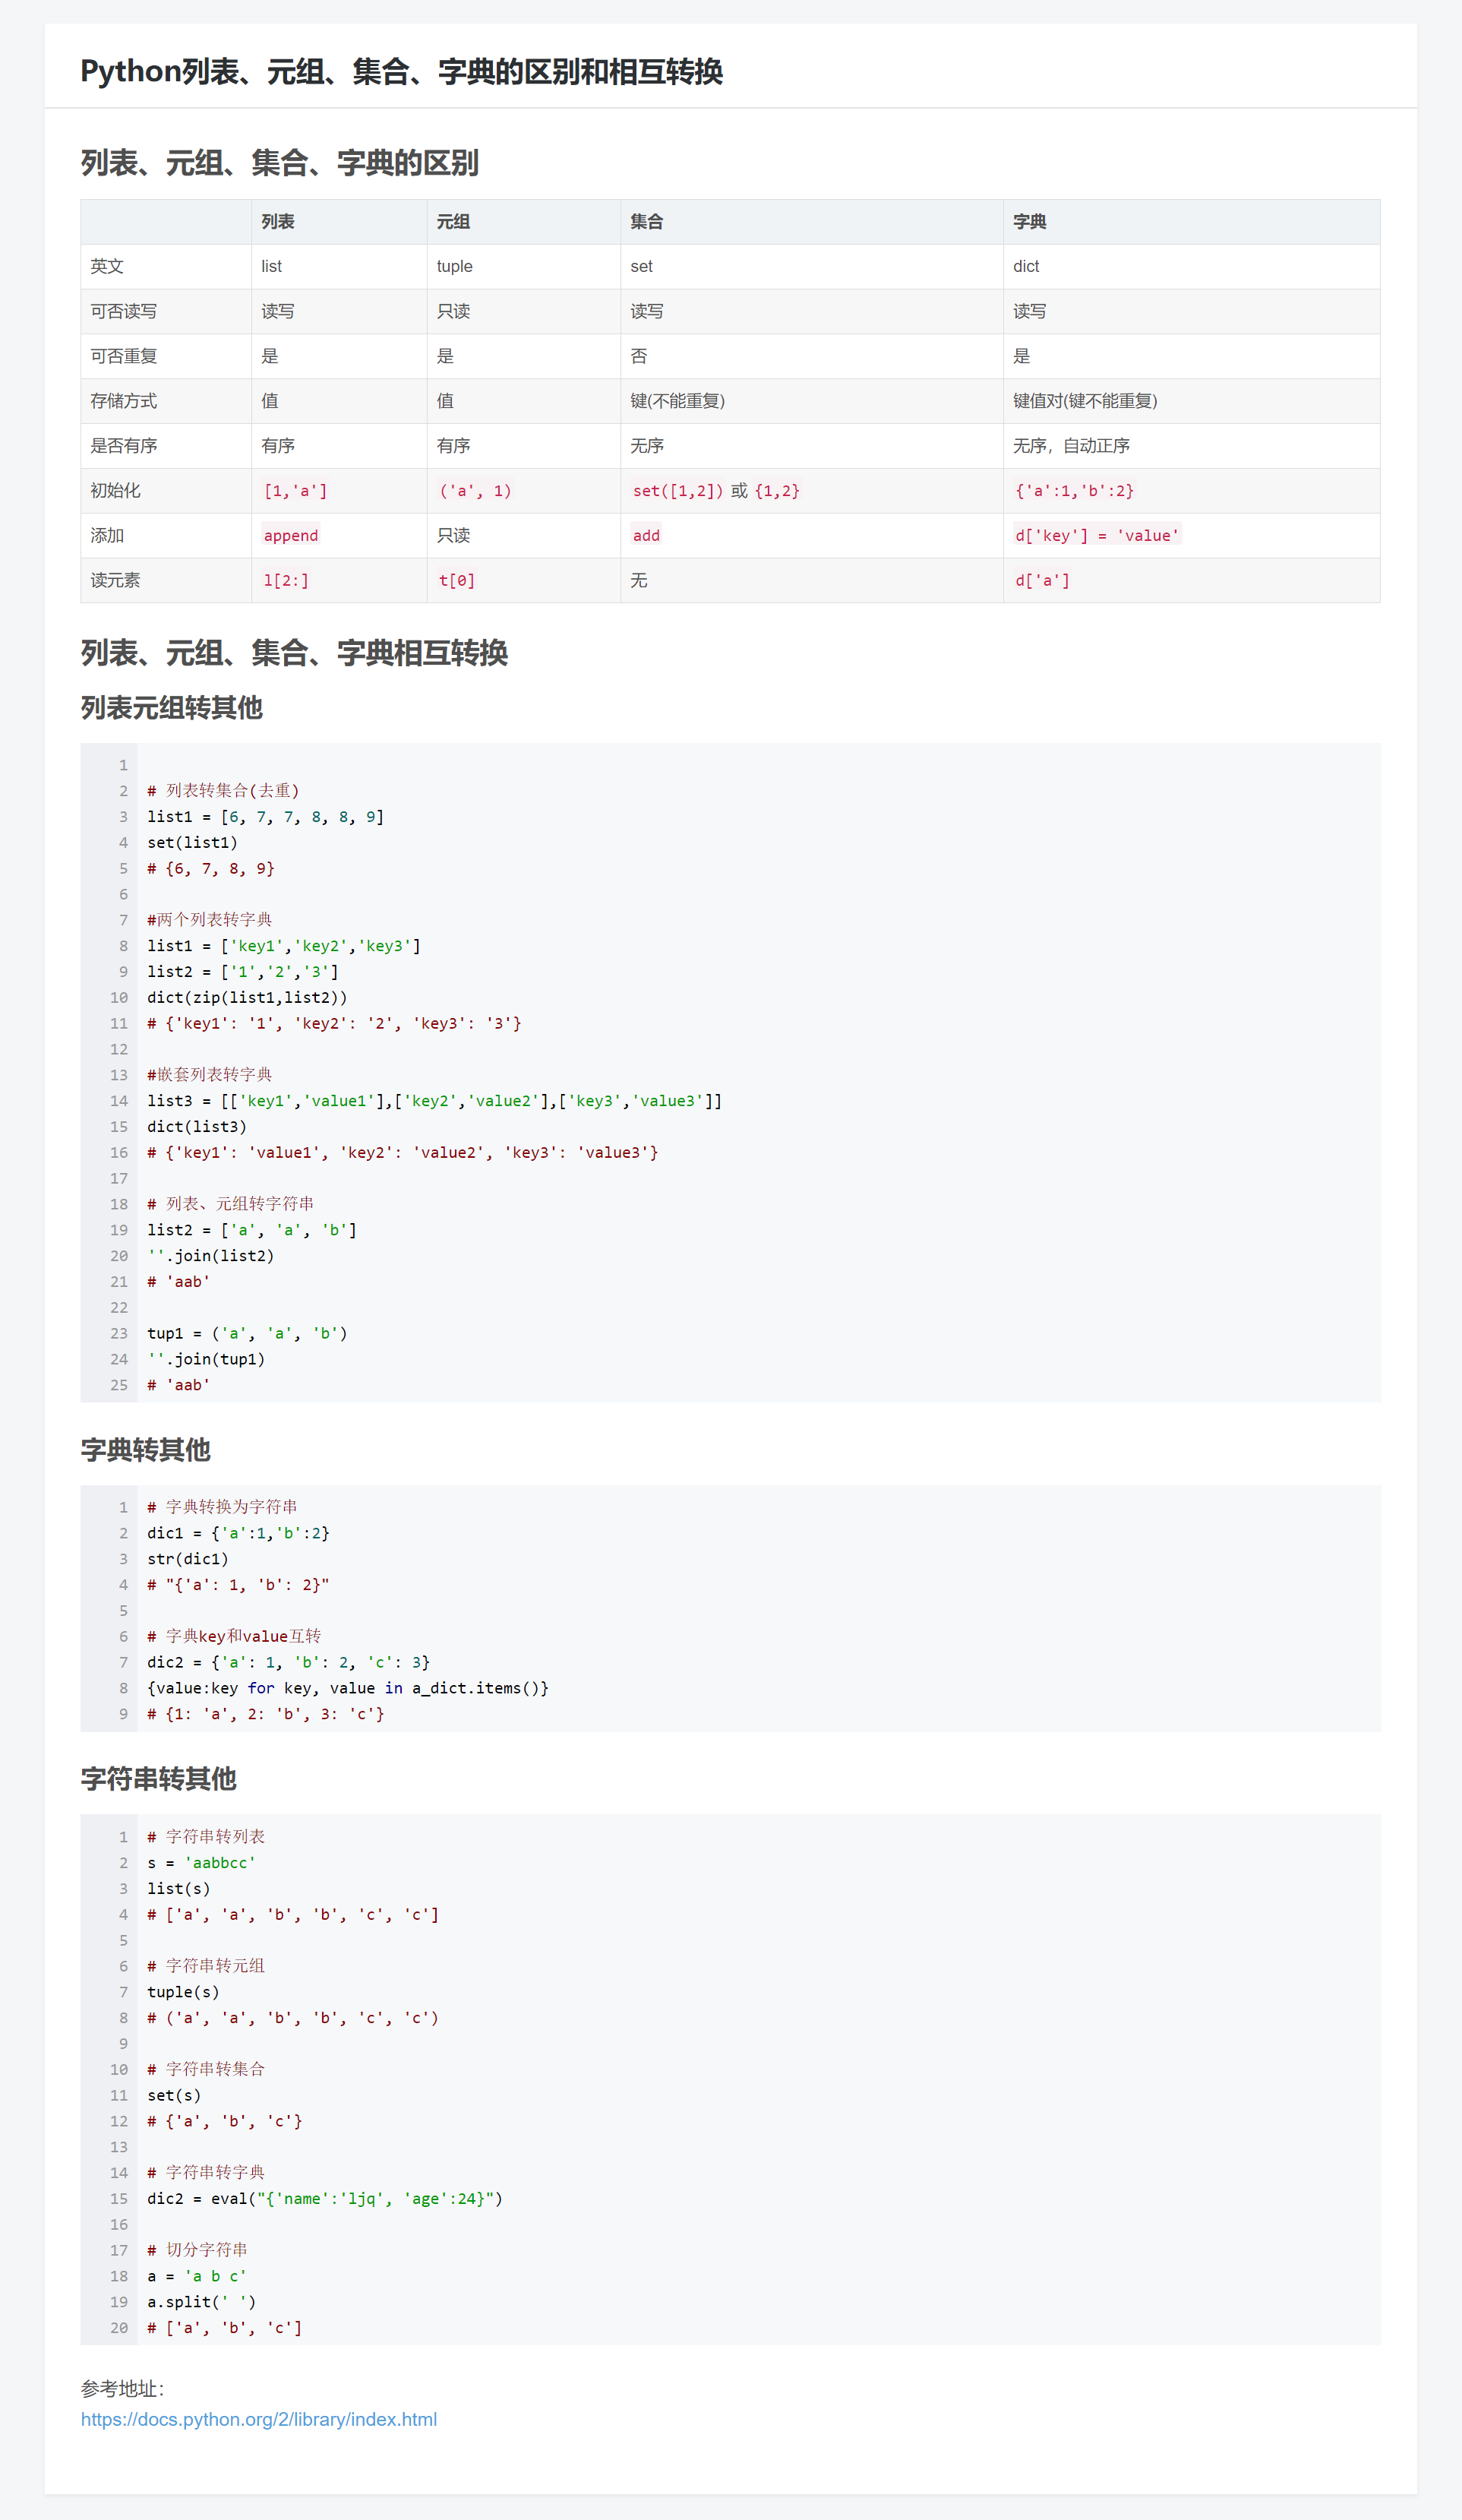 Python列表、元组、集合、字典的区别和相互转换
列表、元组、集合、字典的区别
列表 元组 集合 字典
英文 list tuple set dict
可否读写 读写 只读 读写 读写
可否重复 是 是 否 是
存储方式 值 值 键(不能重复) 键值对(键不能重复)
是否有序 有序 有序 无序 无序，自动正序
初始化 [1,'a'] ('a', 1) set([1,2]) 或 {1,2} {'a':1,'b':2}
添加 append 只读 add d['key'] = 'value'
读元素 l[2:] t[0] 无 d['a']
列表、元组、集合、字典相互转换
列表元组转其他
1
2 # 列表转集合(去重)
3 list1 = [6, 7, 7, 8, 8, 9]
4 set(list1)
5 # {6, 7, 8, 9}
6
7 #两个列表转字典
8 list1 = ['key1','key2','key3']
9 list2 = ['1','2','3']
10 dict(zip(list1,list2))
11 # {'key1': '1', 'key2': '2', 'key3': '3'}
12
13 #嵌套列表转字典
14 list3 = [['key1','value1'],['key2','value2'],['key3','value3']]
15 dict(list3)
16 # {'key1': 'value1', 'key2': 'value2', 'key3': 'value3'}
17
18 # 列表、元组转字符串
19 list2 = ['a', 'a', 'b']
20 ''.join(list2)
21 # 'aab'
22
23 tup1 = ('a', 'a', 'b')
24 ''.join(tup1)
25 # 'aab'
字典转其他
1 # 字典转换为字符串
2 dic1 = {'a':1,'b':2}
3 str(dic1)
4 # "{'a': 1, 'b': 2}"
5
6 # 字典key和value互转
7 dic2 = {'a': 1, 'b': 2, 'c': 3}
8 {value:key for key, value in a_dict.items()}
9 # {1: 'a', 2: 'b', 3: 'c'}
字符串转其他
1 # 字符串转列表
2 s = 'aabbcc'
3 list(s)
4 # ['a', 'a', 'b', 'b', 'c', 'c']
5
6 # 字符串转元组
7 tuple(s)
8 # ('a', 'a', 'b', 'b', 'c', 'c')
9
10 # 字符串转集合
11 set(s)
12 # {'a', 'b', 'c'}
13
14 # 字符串转字典
15 dic2 = eval("{'name':'ljq', 'age':24}")
16
17 # 切分字符串
18 a = 'a b c'
19 a.split(' ')
20 # ['a', 'b', 'c']
参考地址：
https://docs.python.org/2/library/index.html